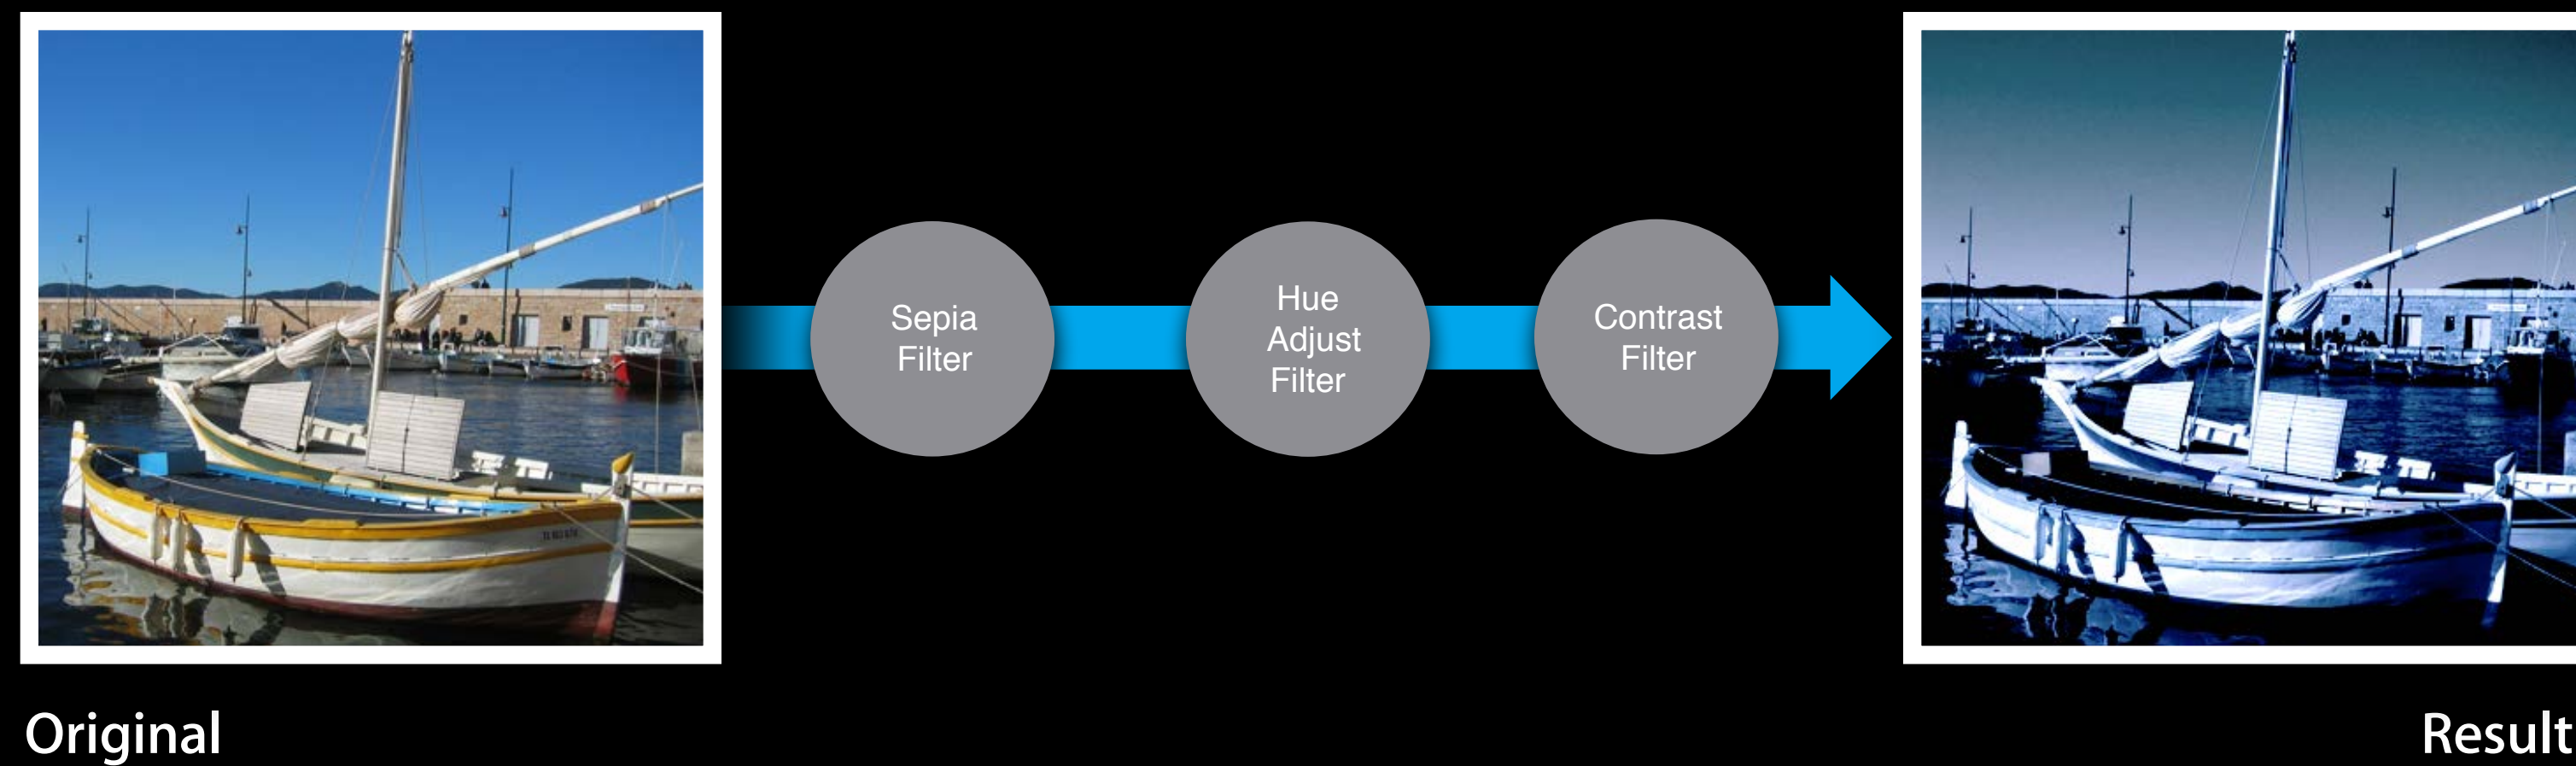 Sepia
Filter
Hue
Adjust
Filter
Contrast
Filter
Original
Result